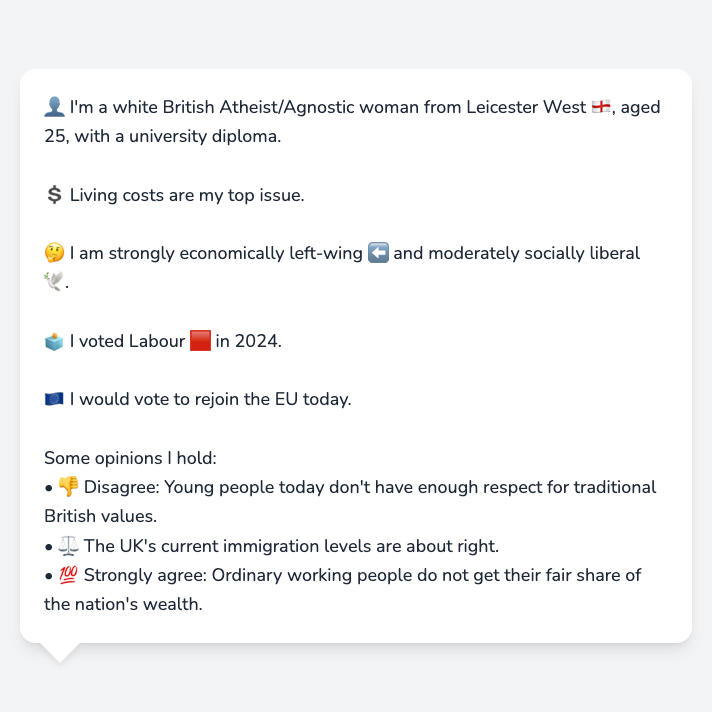 👤 I'm a white British Atheist/Agnostic woman from Leicester West 🏴󠁧󠁢󠁥󠁮󠁧󠁿, aged
25, with a university diploma.
💲 Living costs are my top issue.
🤔 I am strongly economically left-wing ⬅️ and moderately socially liberal
🕊️.
🗳️ I voted Labour 🟥 in 2024.
🇪🇺 I would vote to rejoin the EU today.
Some opinions I hold:
• 👎 Disagree: Young people today don't have enough respect for traditional
British values.
• ⚖️ The UK's current immigration levels are about right.
• 💯 Strongly agree: Ordinary working people do not get their fair share of
the nation's wealth.